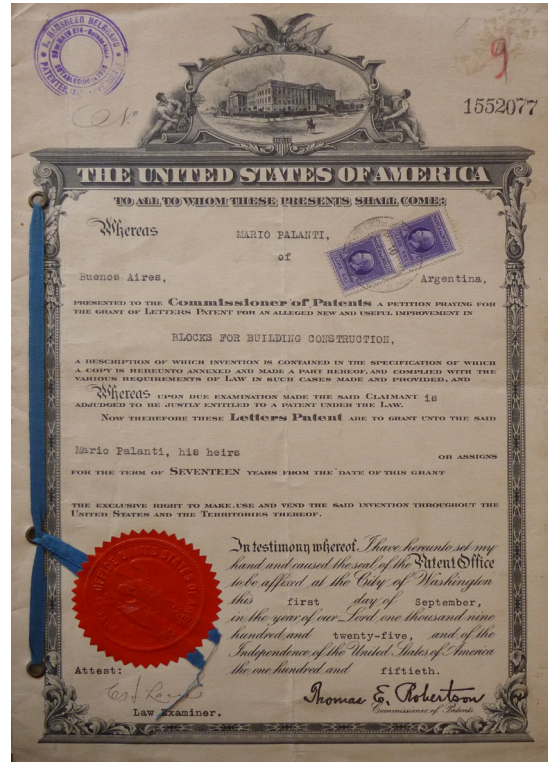 9
1552077
No
THE UNITED STATES OF AMERICA
TO ALL TO WHOM THESE PRESENTS SHALL COME:
Whereas MARIO PALANTI,
of
Buenos Aires, Argentina,
PRESENTED TO THE Commissioner of Patents A PETITION PRAYING FOR
THE GRANT OF LETTERS PATENT FOR AN ALLEGED NEW AND USEFUL IMPROVEMENT IN
BLOCKS FOR BUILDING CONSTRUCTION,
A DESCRIPTION OF WHICH INVENTION IS CONTAINED IN THE SPECIFICATION OF WHICH
A COPY IS HEREUNTO ANNEXED AND MADE A PART HEREOF, AND COMPLIED WITH THE
VARIOUS REQUIREMENTS OF LAW IN SUCH CASES MADE AND PROVIDED, AND
Whereas UPON DUE EXAMINATION MADE THE SAID CLAIMANT is
ADJUDGED TO BE JUSTLY ENTITLED TO A PATENT UNDER THE LAW.
NOW THEREFORE THESE Letters Patent ARE TO GRANT UNTO THE SAID
Mario Palanti, his heirs OR ASSIGNS
FOR THE TERM OF SEVENTEEN YEARS FROM THE DATE OF THIS GRANT
THE EXCLUSIVE RIGHT TO MAKE, USE AND VEND THE SAID INVENTION THROUGHOUT THE
UNITED STATES AND THE TERRITORIES THEREOF.
In testimony whereof, I have hereunto set my
hand and caused the seal of the Patent Office
to be affixed at the City of Washington
this first day of September,
in the year of our Lord one thousand nine
hundred and twenty-five, and of the
Independence of the United States of America
the one hundred and fiftieth.
Attest:
Law Examiner.
Thomas E. Robertson
Commissioner of Patents